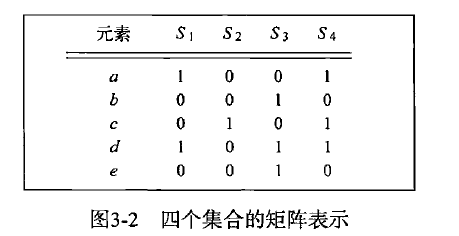 元素 S1 S2 S3 S4
a 1 0 0 1
b 0 0 1 0
c 0 1 0 1
d 1 0 1 1
e 0 0 1 0
图3-2 四个集合的矩阵表示